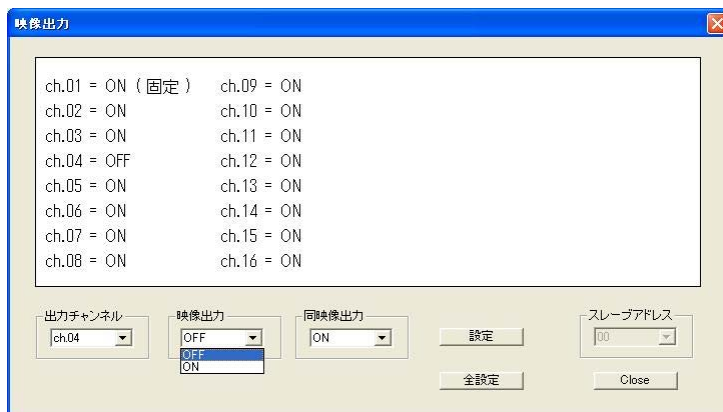 映像出力
ch.01 = ON ( 固定 ) ch.09 = ON
ch.02 = ON ch.10 = ON
ch.03 = ON ch.11 = ON
ch.04 = OFF ch.12 = ON
ch.05 = ON ch.13 = ON
ch.06 = ON ch.14 = ON
ch.07 = ON ch.15 = ON
ch.08 = ON ch.16 = ON
出力チャンネル 映像出力 同映像出力 スレーブアドレス
ch.04 OFF ON 設定 00
OFF
ON
全設定 Close